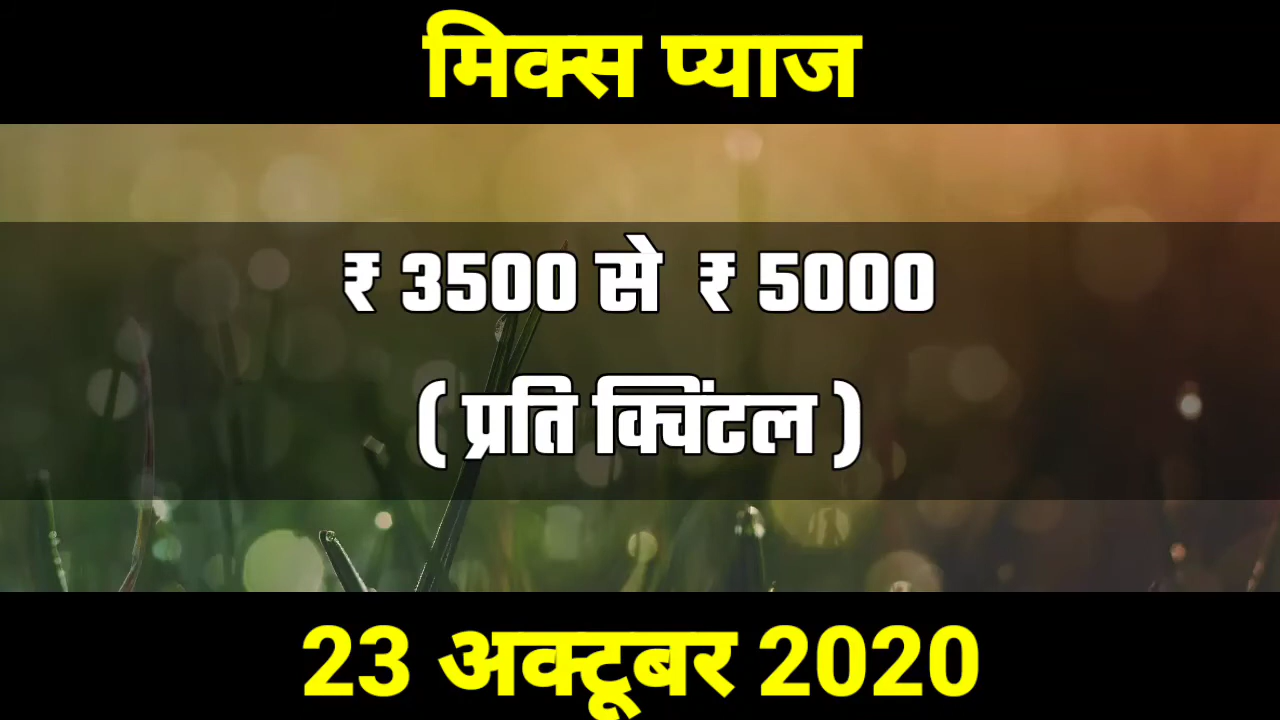 मिक्स प्याज
₹ 3500 से ₹ 5000
( प्रति क्विंटल )
23 अक्टूबर 2020